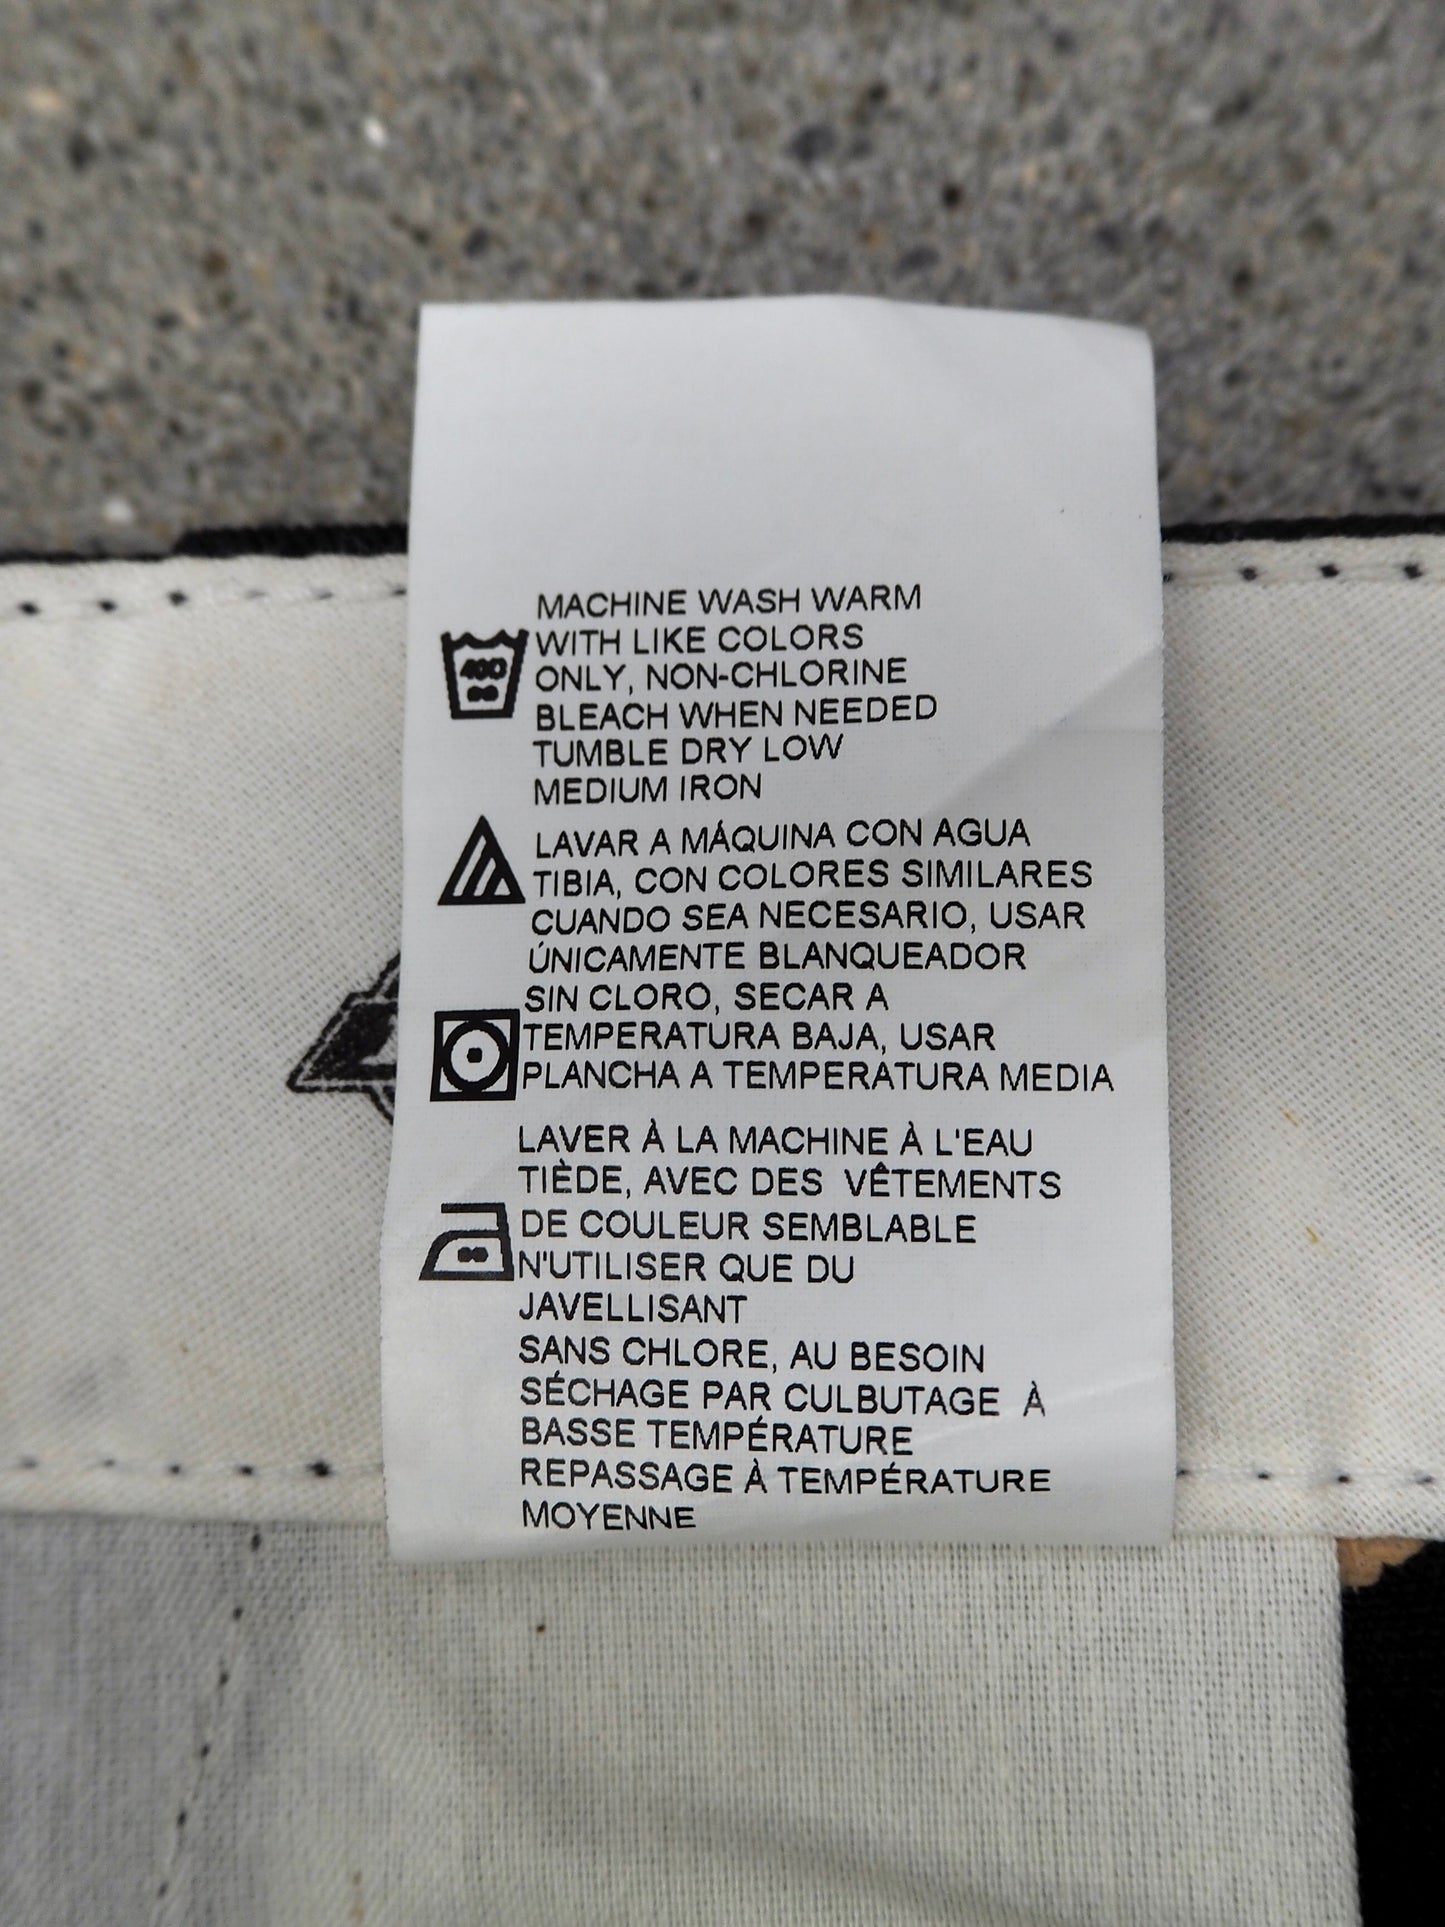 MACHINE WASH WARM
WITH LIKE COLORS
ONLY, NON-CHLORINE
BLEACH WHEN NEEDED
TUMBLE DRY LOW
MEDIUM IRON
LAVAR A MÁQUINA CON AGUA
TIBIA, CON COLORES SIMILARES
CUANDO SEA NECESARIO, USAR
ÚNICAMENTE BLANQUEADOR
SIN CLORO, SECAR A
TEMPERATURA BAJA, USAR
PLANCHA A TEMPERATURA MEDIA
LAVER À LA MACHINE À L'EAU
TIÈDE, AVEC DES VÊTEMENTS
DE COULEUR SEMBLABLE
N'UTILISER QUE DU
JAVELLISANT
SANS CHLORE, AU BESOIN
SÉCHAGE PAR CULBUTAGE À
BASSE TEMPÉRATURE
REPASSAGE À TEMPÉRATURE
MOYENNE